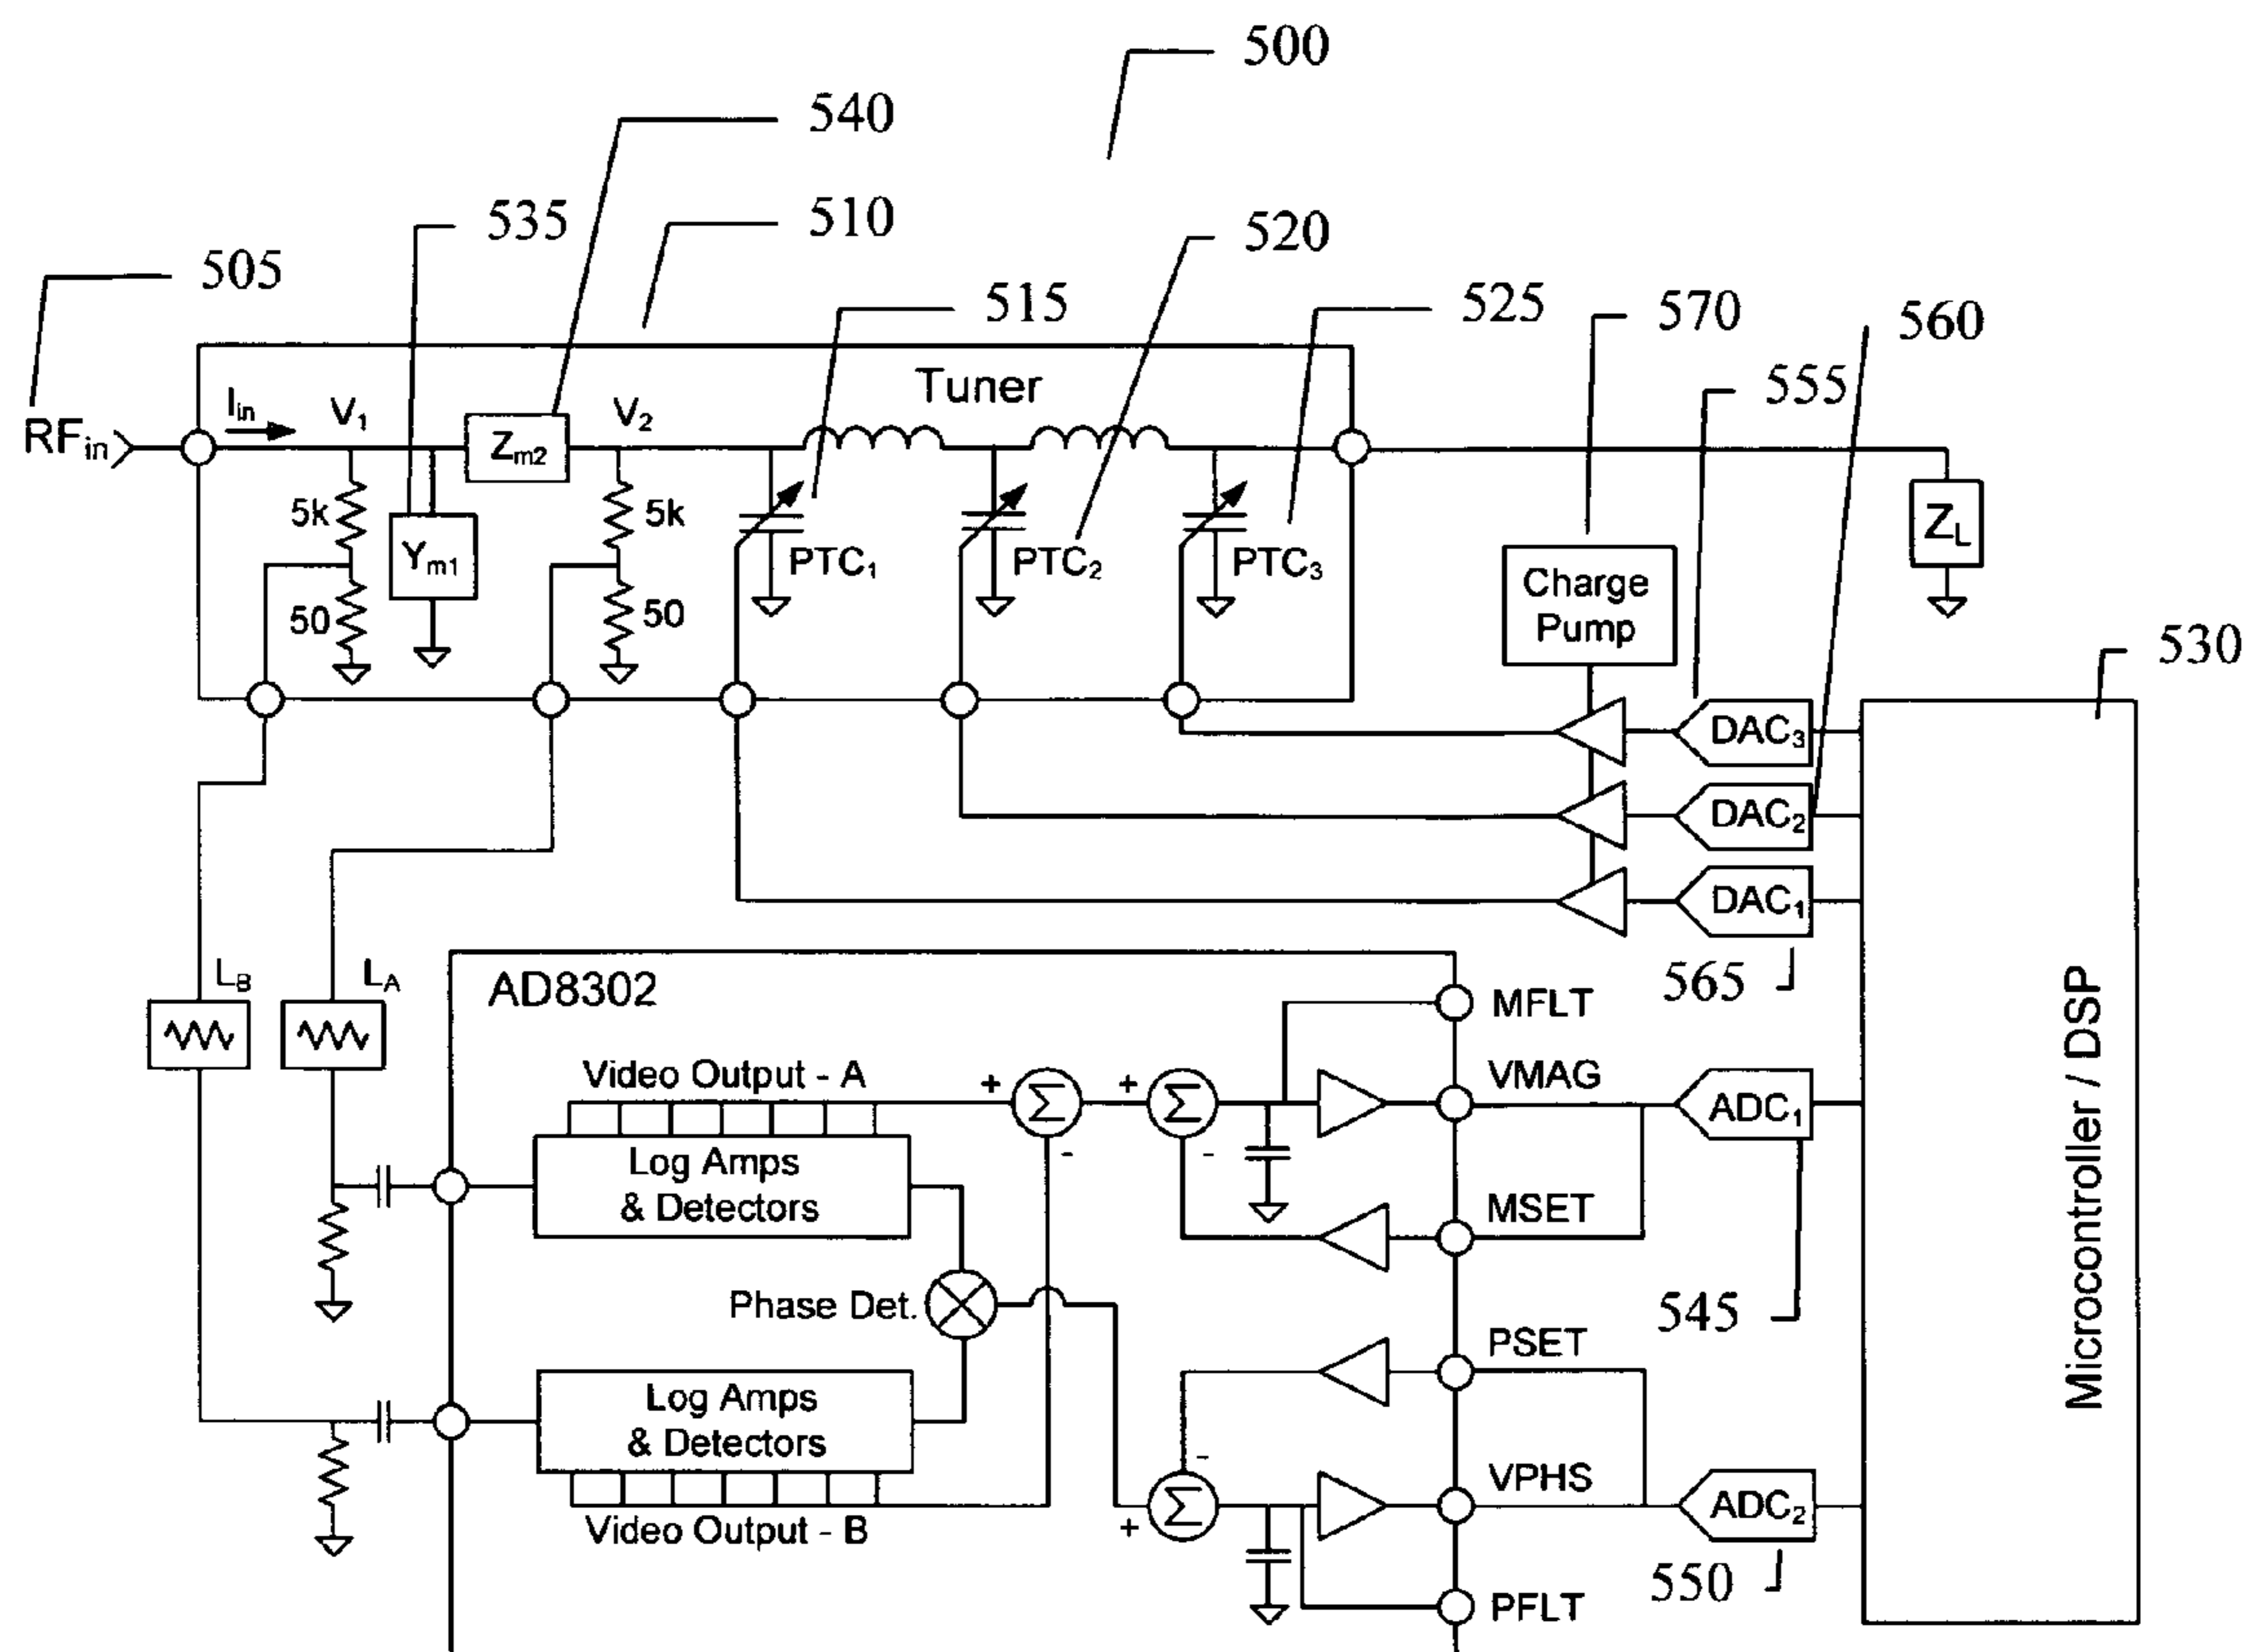 500
540
535
510
520
505
515
525
570
560
555
Tuner
RFin
Iin
V1
Zm2
V2
5k
5k
Ym1
PTC1
PTC2
PTC3
ZL
50
50
Charge
Pump
530
DAC3
DAC2
DAC1
565
LB
LA
AD8302
MFLT
Video Output - A
+
+
VMAG
Σ
Σ
ADC1
-
-
Log Amps
& Detectors
MSET
Microcontroller / DSP
Phase Det.
545
PSET
Log Amps
& Detectors
-
VPHS
Σ
ADC2
+
Video Output - B
550
PFLT